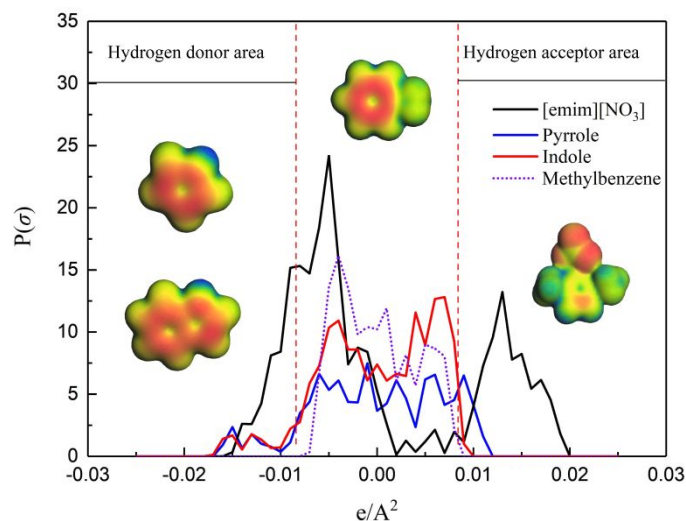 Hydrogen donor area
Hydrogen acceptor area
[emim][NO₃]
Pyrrole
Indole
Methylbenzene
P(σ)
35
30
25
20
15
10
5
0
-0.03
-0.02
-0.01
0.00
0.01
0.02
0.03
e/A²